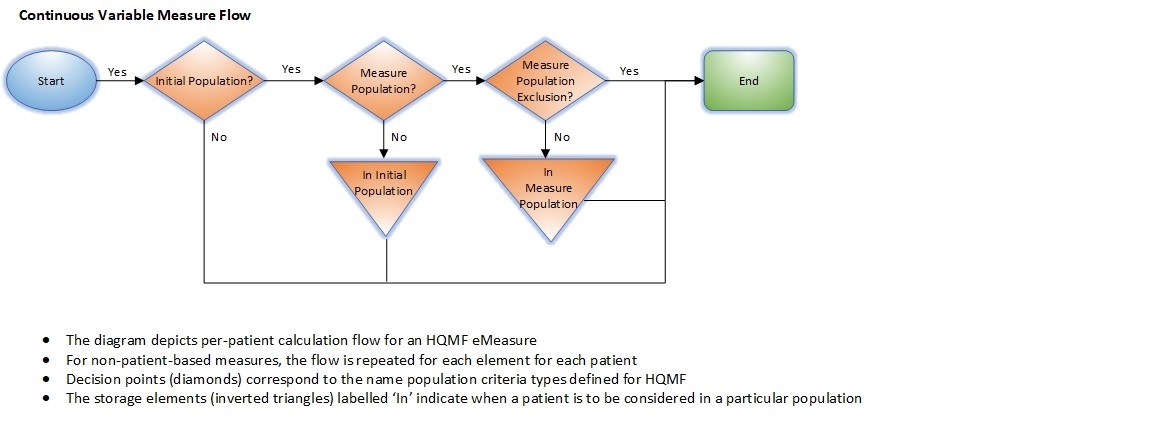 Continuous Variable Measure Flow
Start
Yes
Initial Population?
Yes
Measure
Population?
Yes
Measure
Population
Exclusion?
Yes
End
No
No
No
In Initial
Population
In
Measure
Population
• The diagram depicts per-patient calculation flow for an HQMF eMeasure
• For non-patient-based measures, the flow is repeated for each element for each patient
• Decision points (diamonds) correspond to the name population criteria types defined for HQMF
• The storage elements (inverted triangles) labelled ‘In’ indicate when a patient is to be considered in a particular population